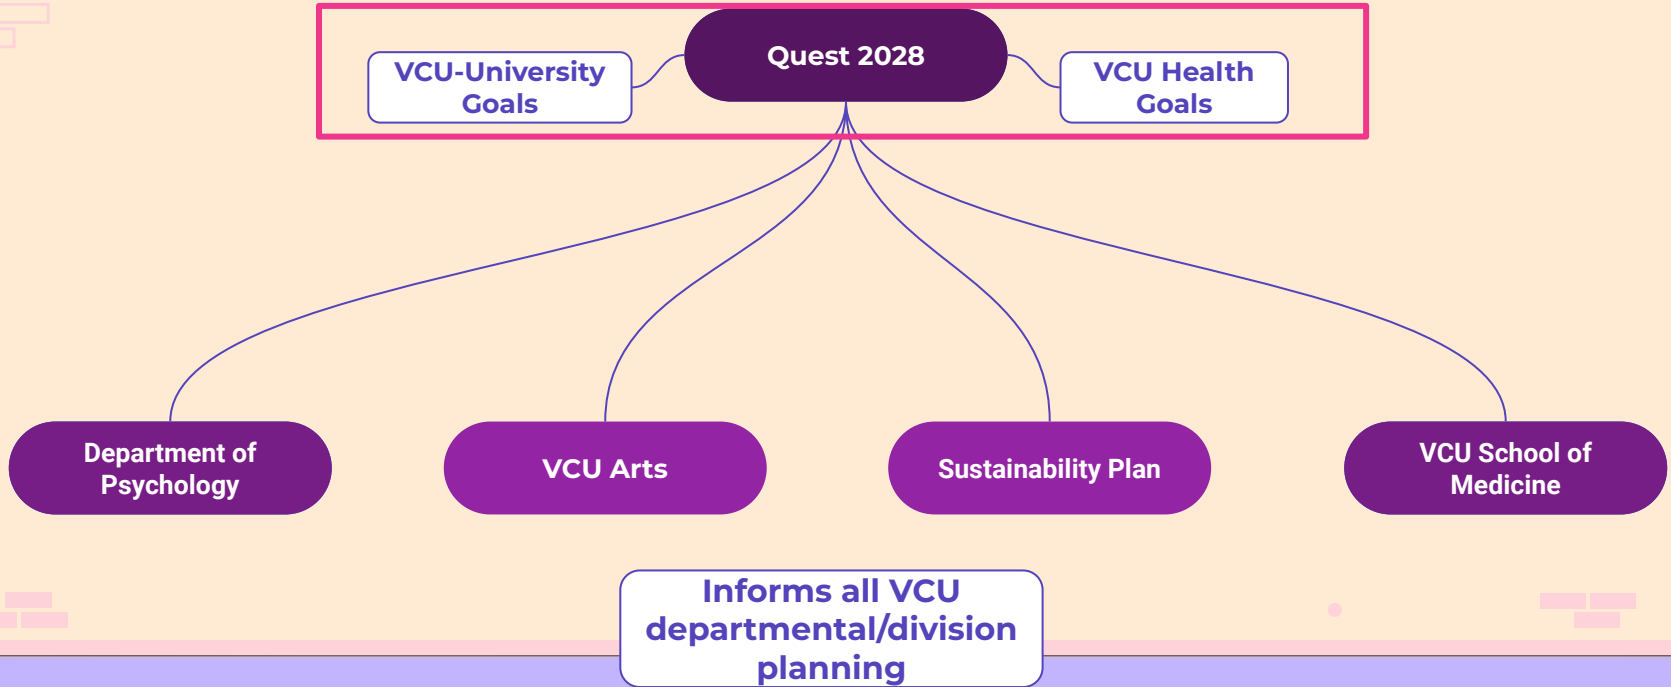 Quest 2028
VCU-University
Goals
VCU Health
Goals
Department of
Psychology
VCU Arts
Sustainability Plan
VCU School of
Medicine
Informs all VCU
departmental/division
planning